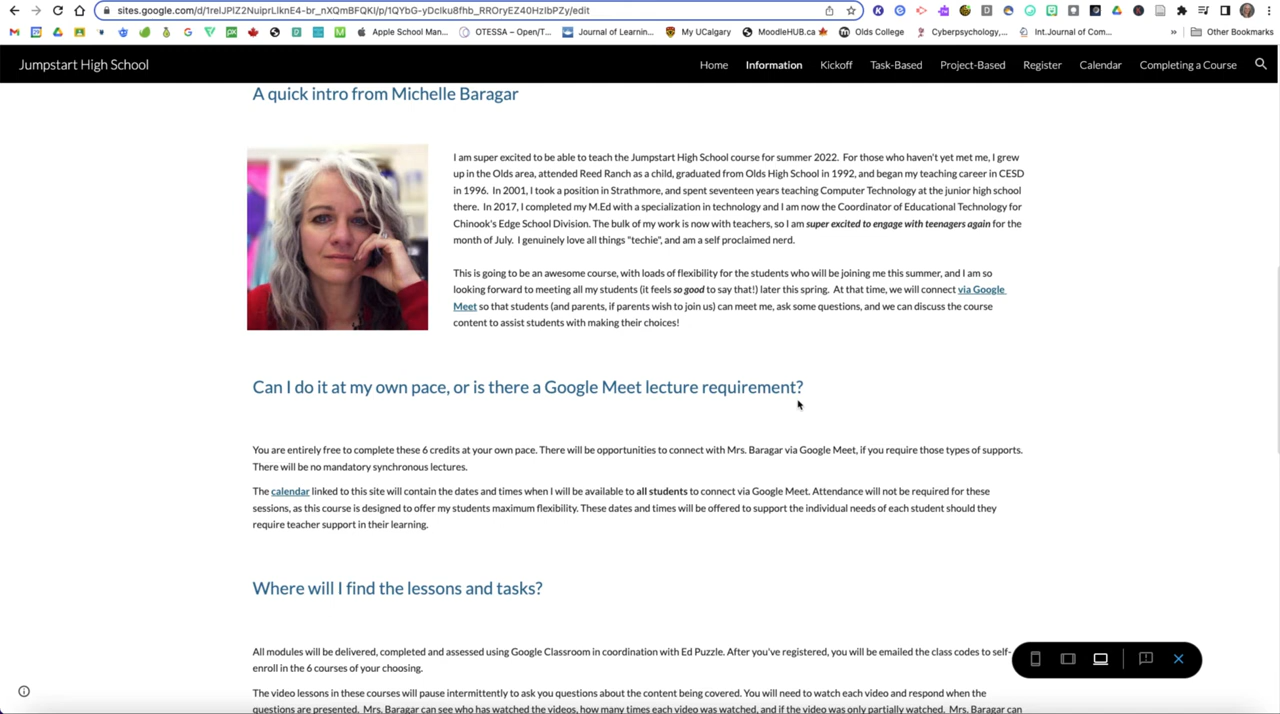 sites.google.com/d/1reIJPlZ2NuiprLIknE4-br_nXQmBFQKI/p/1QYbG-yDcIku8fhb_RROryEZ40HzIbPZy/edit
Apple School Man...
OTESSA – Open/T...
Journal of Learnin...
My UCalgary
MoodleHUB.ca
Olds College
Cyberpsychology,...
Int.Journal of Com...
»
Other Bookmarks
Jumpstart High School
Home
Information
Kickoff
Task-Based
Project-Based
Register
Calendar
Completing a Course
A quick intro from Michelle Baragar
I am super excited to be able to teach the Jumpstart High School course for summer 2022. For those who haven't yet met me, I grew
up in the Olds area, attended Reed Ranch as a child, graduated from Olds High School in 1992, and began my teaching career in CESD
in 1996. In 2001, I took a position in Strathmore, and spent seventeen years teaching Computer Technology at the junior high school
there. In 2017, I completed my M.Ed with a specialization in technology and I am now the Coordinator of Educational Technology for
Chinook's Edge School Division. The bulk of my work is now with teachers, so I am super excited to engage with teenagers again for the
month of July. I genuinely love all things "techie", and am a self proclaimed nerd.
This is going to be an awesome course, with loads of flexibility for the students who will be joining me this summer, and I am so
looking forward to meeting all my students (it feels so good to say that!) later this spring. At that time, we will connect via Google
Meet so that students (and parents, if parents wish to join us) can meet me, ask some questions, and we can discuss the course
content to assist students with making their choices!
Can I do it at my own pace, or is there a Google Meet lecture requirement?
You are entirely free to complete these 6 credits at your own pace. There will be opportunities to connect with Mrs. Baragar via Google Meet, if you require those types of supports.
There will be no mandatory synchronous lectures.
The calendar linked to this site will contain the dates and times when I will be available to all students to connect via Google Meet. Attendance will not be required for these
sessions, as this course is designed to offer my students maximum flexibility. These dates and times will be offered to support the individual needs of each student should they
require teacher support in their learning.
Where will I find the lessons and tasks?
All modules will be delivered, completed and assessed using Google Classroom in coordination with Ed Puzzle. After you've registered, you will be emailed the class codes to self-
enroll in the 6 courses of your choosing.
The video lessons in these courses will pause intermittently to ask you questions about the content being covered. You will need to watch each video and respond when the
questions are presented. Mrs. Baragar can see who has watched the videos, how many times each video was watched, and if the video was only partially watched. Mrs. Baragar can